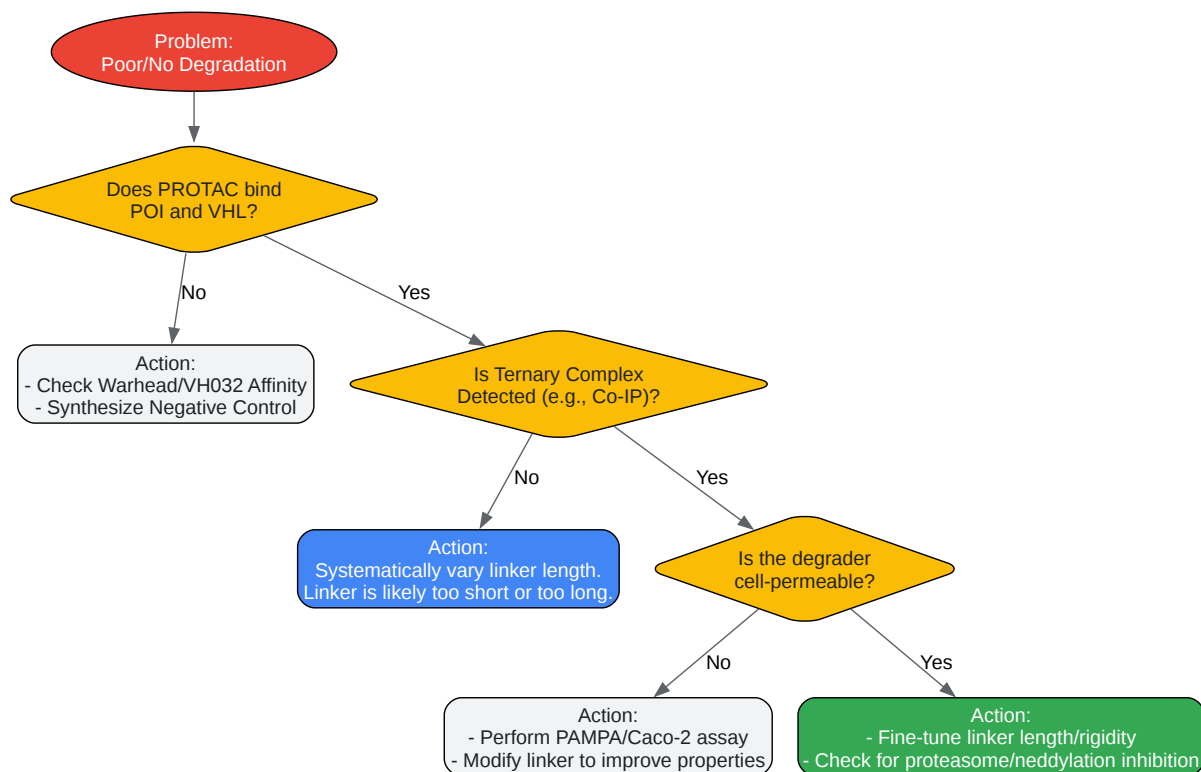 Problem:
Poor/No Degradation
Does PROTAC bind
POI and VHL?
No
Yes
Action:
- Check Warhead/VH032 Affinity
- Synthesize Negative Control
Is Ternary Complex
Detected (e.g., Co-IP)?
No
Yes
Action:
Systematically vary linker length.
Linker is likely too short or too long.
Is the degrader
cell-permeable?
No
Yes
Action:
- Perform PAMPA/Caco-2 assay
- Modify linker to improve properties
Action:
- Fine-tune linker length/rigidity
- Check for proteasome/neddylation inhibition